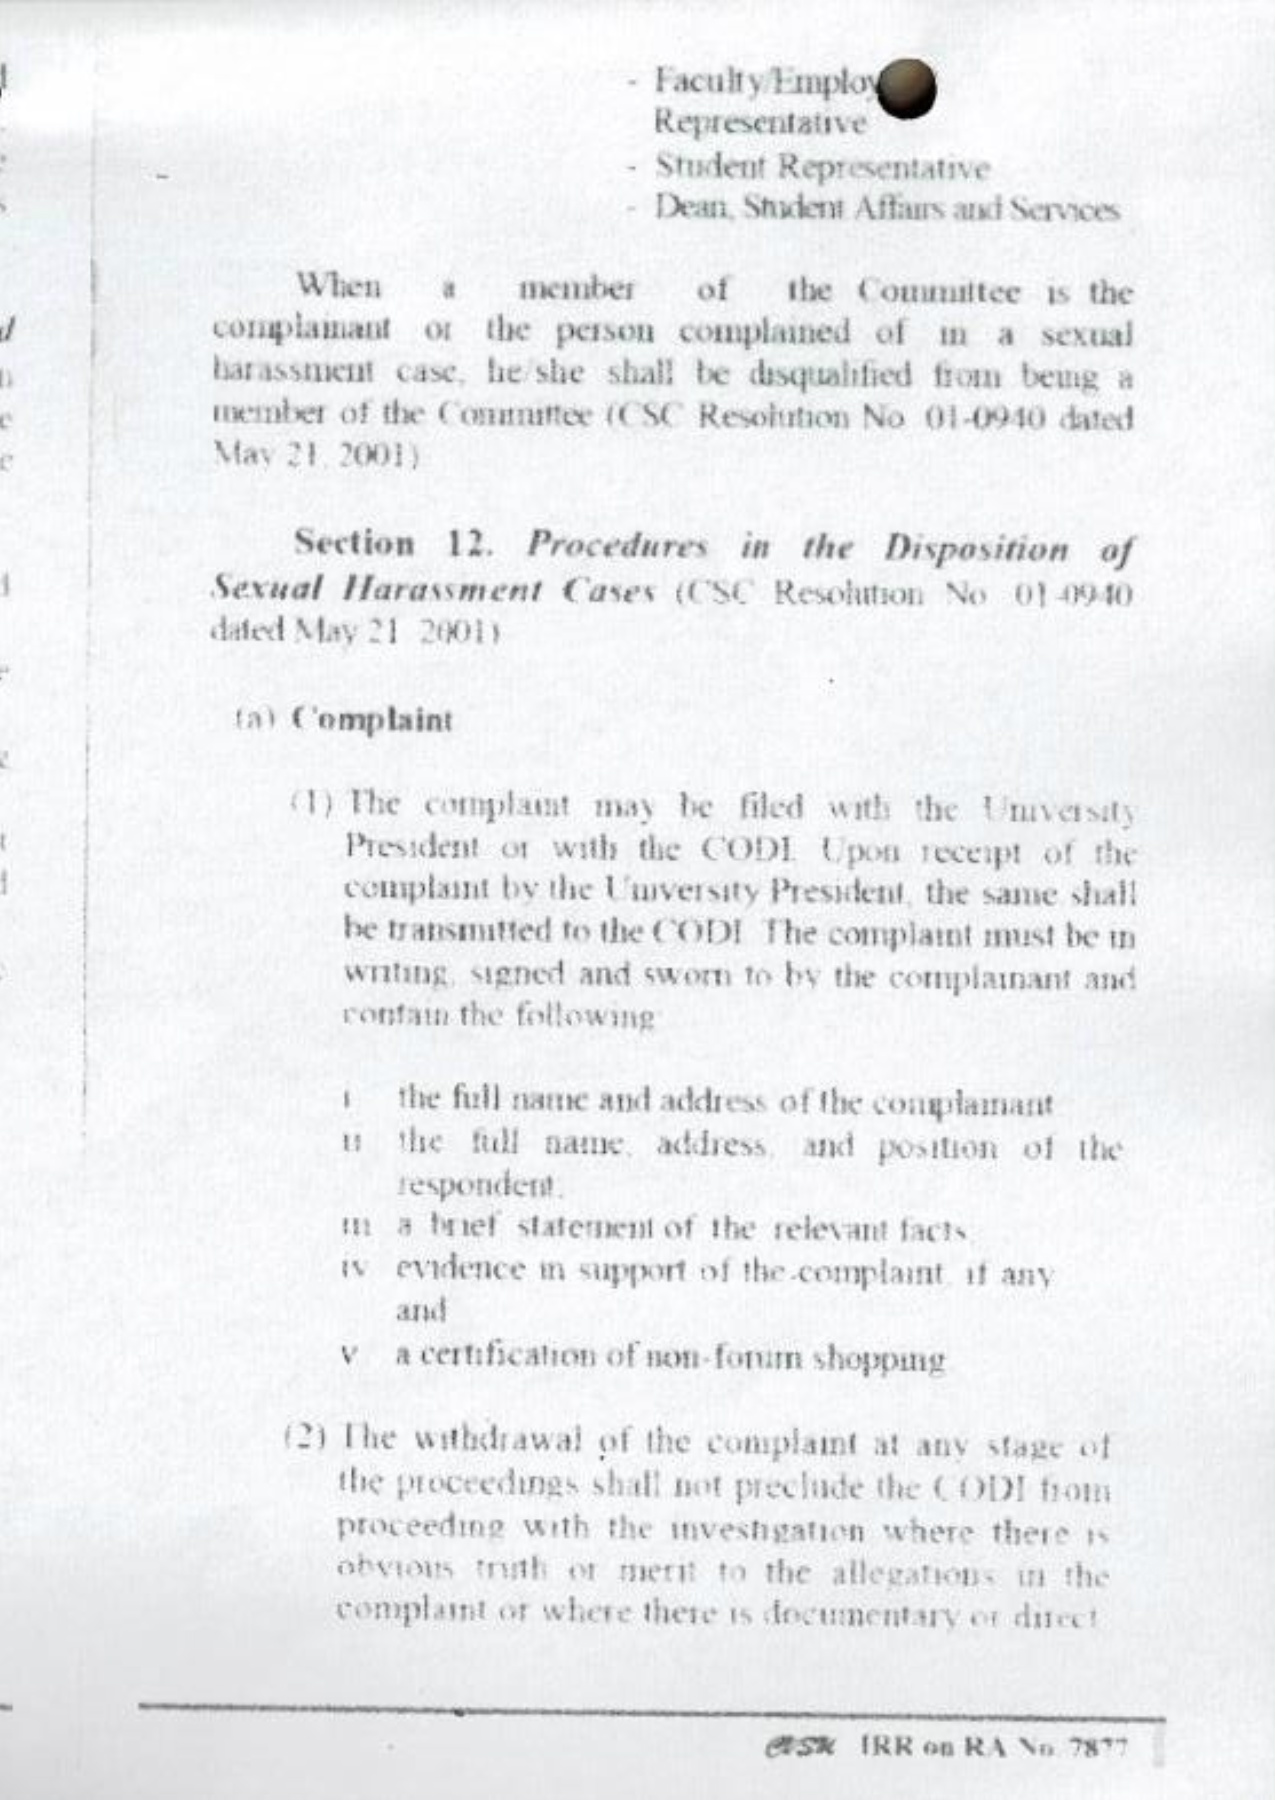 - Faculty/Employ
Representative
- Student Representative
- Dean, Student Affairs and Services
When a member of the Committee is the
complainant or the person complained of in a sexual
harassment case, he/she shall be disqualified from being a
member of the Committee (CSC Resolution No. 01-0940 dated
May 21, 2001)
Section 12. Procedures in the Disposition of
Sexual Harassment Cases (CSC Resolution No. 01-0940
dated May 21 2001)
(a) Complaint
(1) The complaint may be filed with the University
President or with the CODI. Upon receipt of the
complaint by the University President, the same shall
be transmitted to the CODI. The complaint must be in
writing, signed and sworn to by the complainant and
contain the following
i the full name and address of the complainant
ii the full name, address, and position of the
respondent,
iii a brief statement of the relevant facts
iv evidence in support of the complaint, if any
and
v a certification of non-forum shopping
(2) The withdrawal of the complaint at any stage of
the proceedings shall not preclude the CODI from
proceeding with the investigation where there is
obvious truth or merit to the allegations in the
complaint or where there is documentary or direct
IRR on RA No. 7877